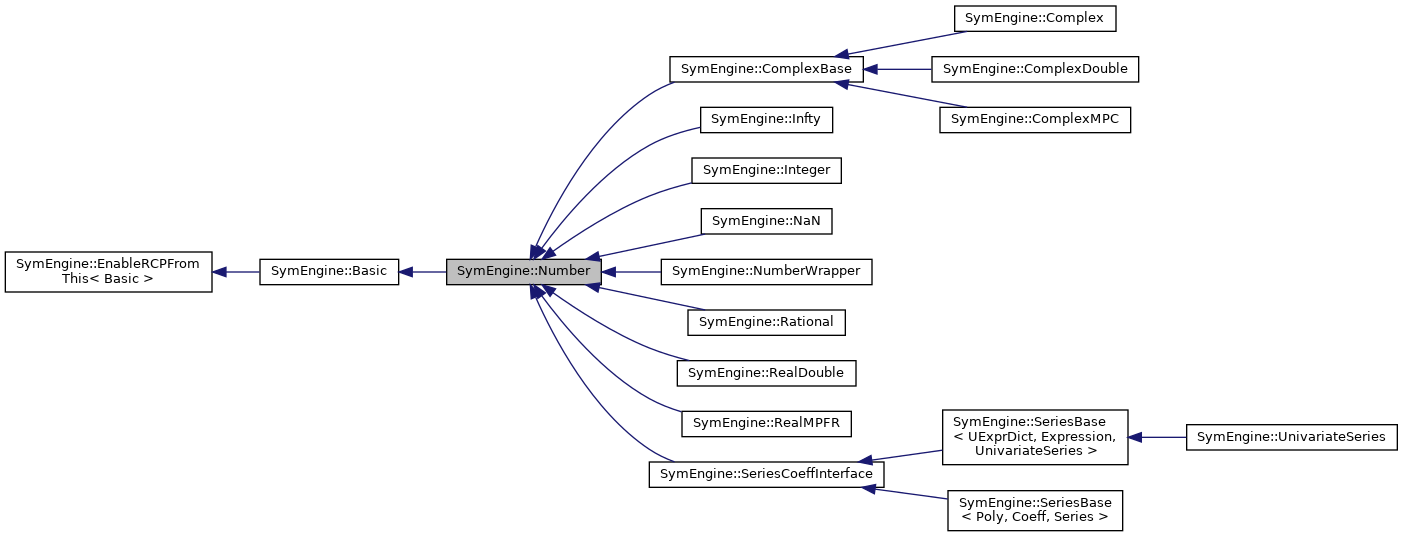 SymEngine::Complex
SymEngine::ComplexBase
SymEngine::ComplexDouble
SymEngine::ComplexMPC
SymEngine::Infty
SymEngine::Integer
SymEngine::NaN
SymEngine::EnableRCPFrom
This< Basic >
SymEngine::Basic
SymEngine::Number
SymEngine::NumberWrapper
SymEngine::Rational
SymEngine::RealDouble
SymEngine::RealMPFR
SymEngine::SeriesCoeffInterface
SymEngine::SeriesBase
< UExprDict, Expression,
UnivariateSeries >
SymEngine::UnivariateSeries
SymEngine::SeriesBase
< Poly, Coeff, Series >